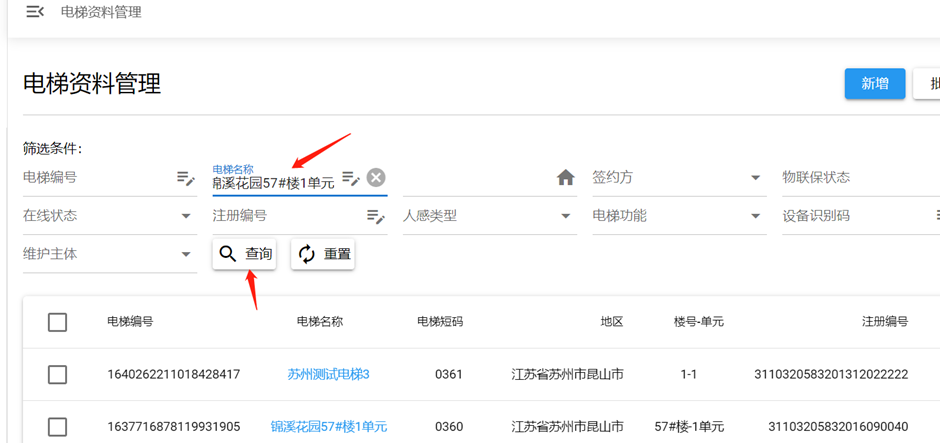 电梯资料管理
电梯资料管理
新增
筛选条件：
电梯编号
电梯名称
锦溪花园57#楼1单元
签约方
物联保状态
在线状态
注册编号
人感类型
电梯功能
设备识别码
维护主体
查询
重置
电梯编号 电梯名称 电梯短码 地区 楼号-单元 注册编号
1640262211018428417 苏州测试电梯3 0361 江苏省苏州市昆山市 1-1 3110320583201312022222
1637716878119931905 锦溪花园57#楼1单元 0360 江苏省苏州市昆山市 57#楼-1单元 31103205832016090040